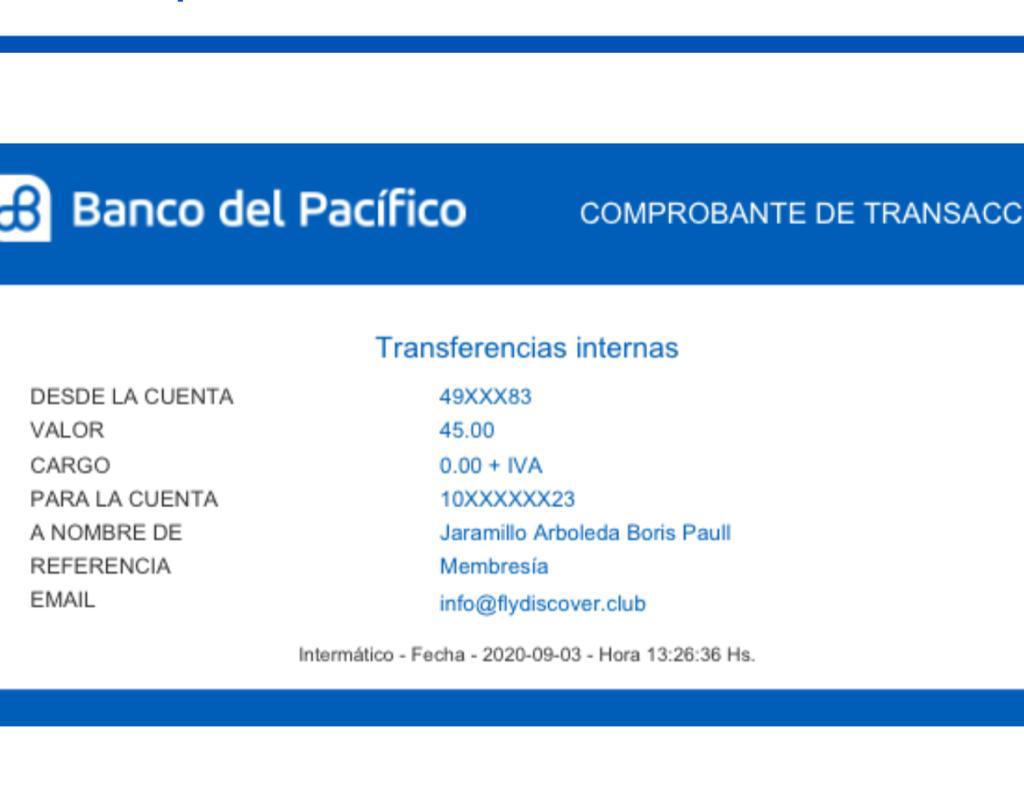 Banco del Pacífico
COMPROBANTE DE TRANSACC
Transferencias internas
DESDE LA CUENTA 49XXX83
VALOR 45.00
CARGO 0.00 + IVA
PARA LA CUENTA 10XXXXXX23
A NOMBRE DE Jaramillo Arboleda Boris Paull
REFERENCIA Membresía
EMAIL info@flydiscover.club
Intermático - Fecha - 2020-09-03 - Hora 13:26:36 Hs.